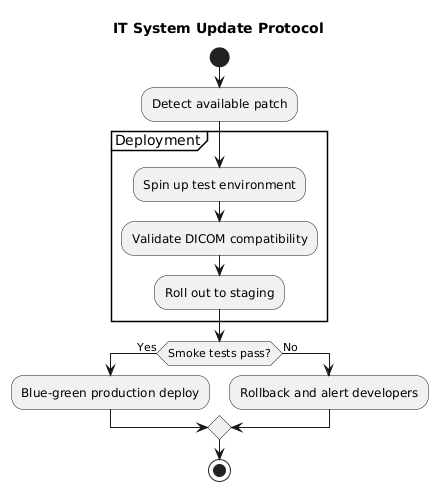 IT System Update Protocol
Detect available patch
Deployment
Spin up test environment
Validate DICOM compatibility
Roll out to staging
Smoke tests pass?
Yes
No
Blue-green production deploy
Rollback and alert developers